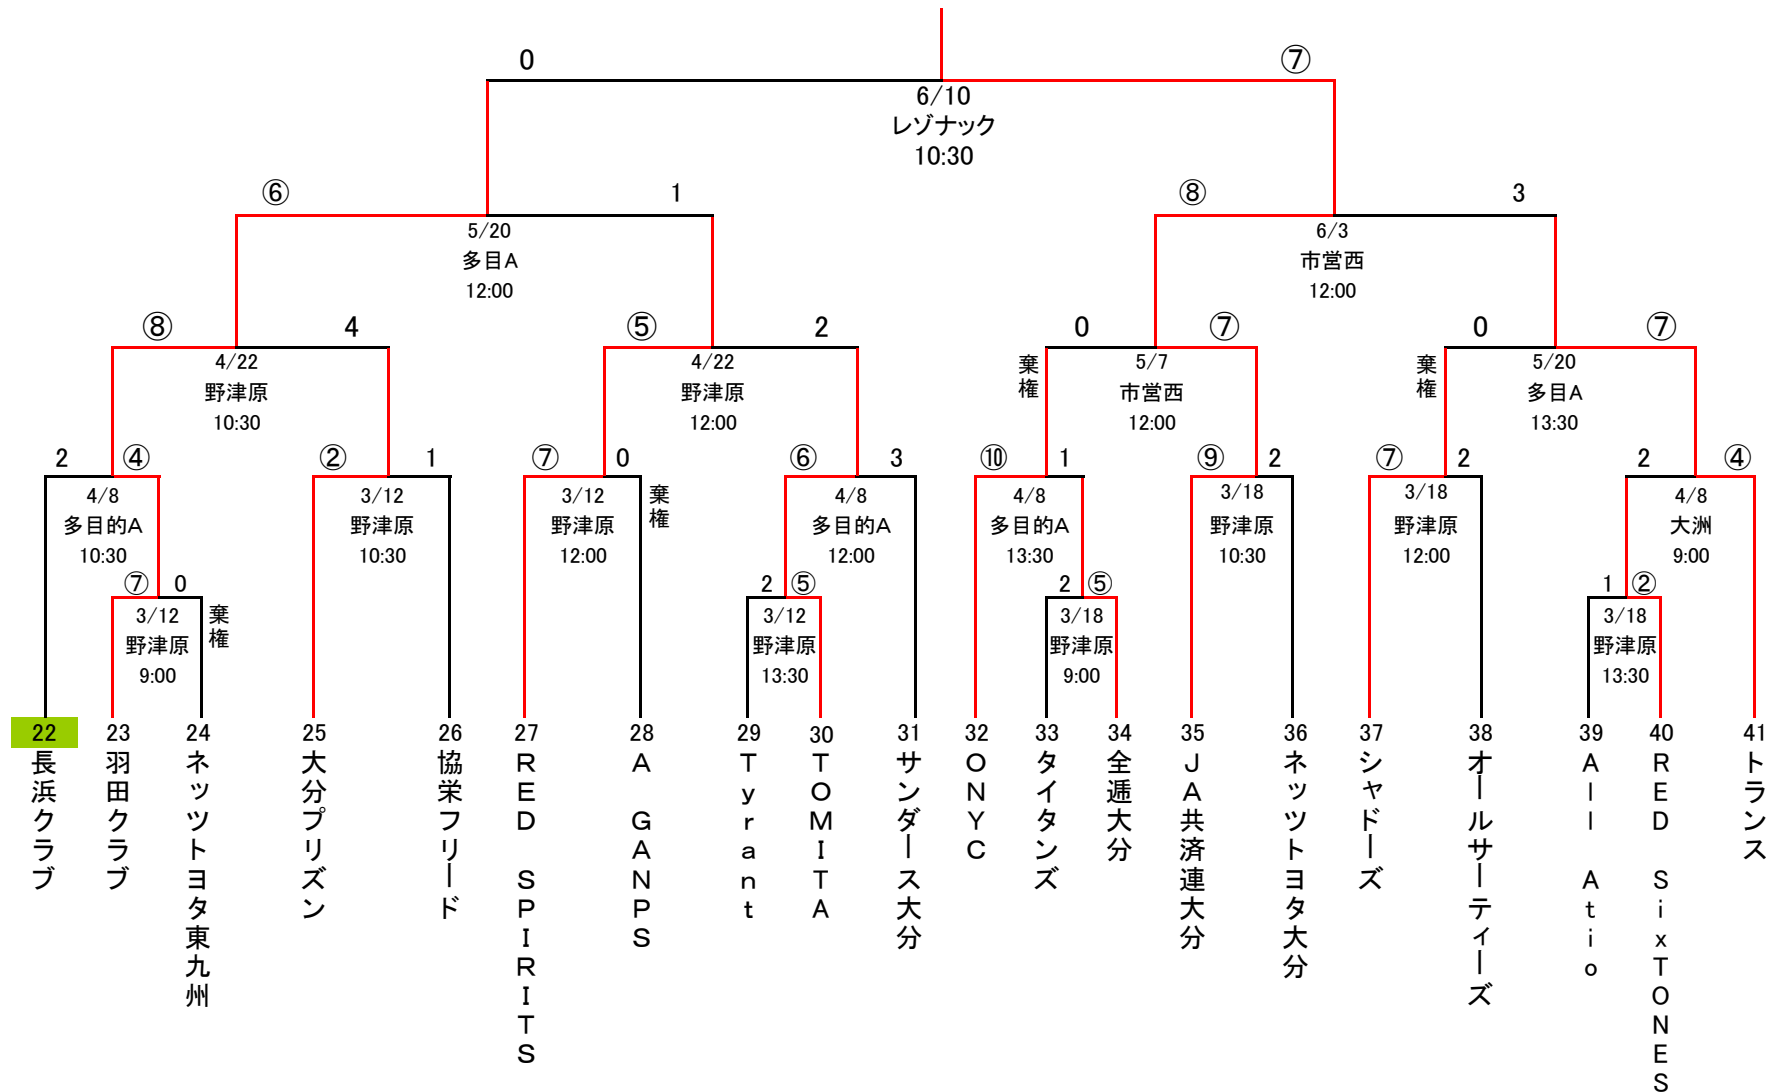 0 ⑦
6/10
レゾナック
10:30
⑥ 1 ⑧ 3
5/20 6/3
多目A 市営西
12:00 12:00
⑧ 4 ⑤ 2 0 ⑦ 0 ⑦
棄権 棄権
4/22 4/22 5/7 5/20
野津原 野津原 市営西 多目A
10:30 12:00 12:00 13:30
2 ④ ② 1 ⑦ 0 ⑥ 3 ⑩ 1 ⑨ 2 ⑦ 2 2 ④
棄権
4/8 3/12 3/12 4/8 4/8 3/18 3/18 4/8
多目的A 野津原 野津原 多目的A 多目的A 野津原 野津原 大洲
10:30 10:30 12:00 12:00 13:30 10:30 12:00 9:00
⑦ 0 2 ⑤ 2 ⑤ 1 ②
棄権
3/12 3/12 3/18 3/18
野津原 野津原 野津原 野津原
9:00 13:30 9:00 13:30
22 23 24 25 26 27 28 29 30 31 32 33 34 35 36 37 38 39 40 41
長浜クラブ
羽田クラブ
ネッツトヨタ東九州
大分プリズン
協栄フリード
RED SPIRITS
A GANPS
Tyrant
TOMITA
サンダース大分
ONYC
タイタンズ
全逓大分
JA共済連大分
ネッツトヨタ大分
シャドーズ
オールサーティーズ
All Atio
RED SixTONES
トランス